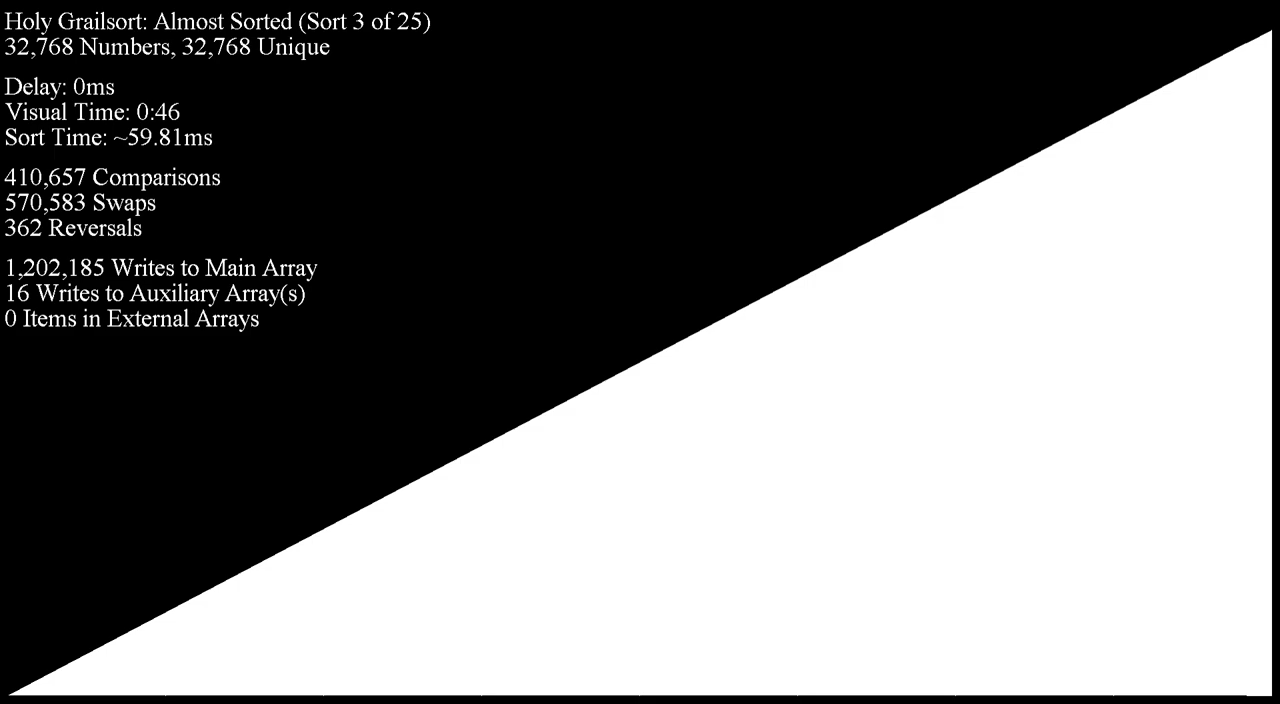 Holy Grailsort: Almost Sorted (Sort 3 of 25)
32,768 Numbers, 32,768 Unique
Delay: 0ms
Visual Time: 0:46
Sort Time: ~59.81ms
410,657 Comparisons
570,583 Swaps
362 Reversals
1,202,185 Writes to Main Array
16 Writes to Auxiliary Array(s)
0 Items in External Arrays